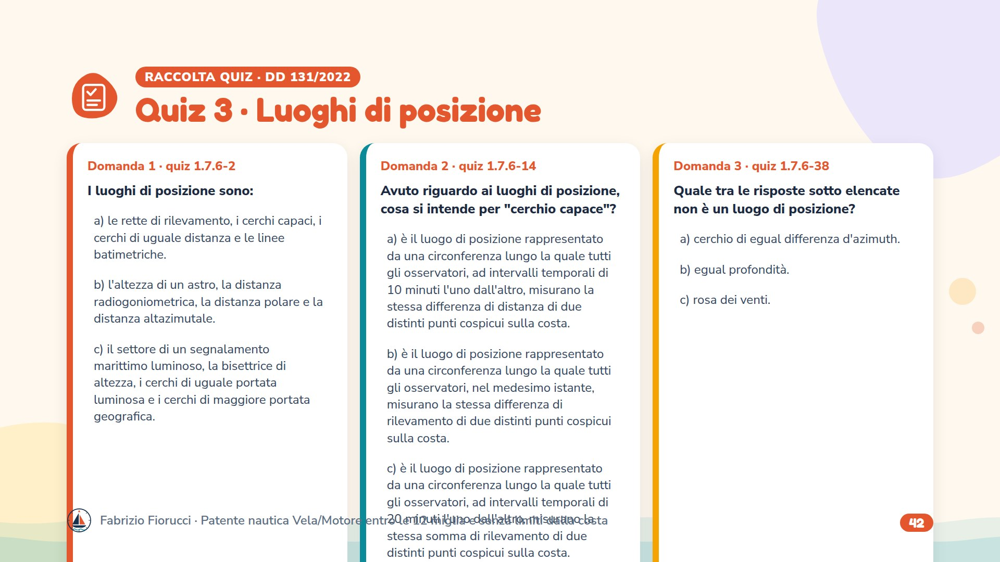 RACCOLTA QUIZ · DD 131/2022
Quiz 3 · Luoghi di posizione
Domanda 1 · quiz 1.7.6-2
I luoghi di posizione sono:
a) le rette di rilevamento, i cerchi capaci, i
cerchi di uguale distanza e le linee
batimetriche.
b) l'altezza di un astro, la distanza
radiogoniometrica, la distanza polare e la
distanza altazimutale.
c) il settore di un segnalamento
marittimo luminoso, la bisettrice di
altezza, i cerchi di uguale portata
luminosa e i cerchi di maggiore portata
geografica.
Domanda 2 · quiz 1.7.6-14
Avuto riguardo ai luoghi di posizione,
cosa si intende per "cerchio capace"?
a) è il luogo di posizione rappresentato
da una circonferenza lungo la quale tutti
gli osservatori, ad intervalli temporali di
10 minuti l'uno dall'altro, misurano la
stessa differenza di distanza di due
distinti punti cospicui sulla costa.
b) è il luogo di posizione rappresentato
da una circonferenza lungo la quale tutti
gli osservatori, nel medesimo istante,
misurano la stessa differenza di
rilevamento di due distinti punti cospicui
sulla costa.
c) è il luogo di posizione rappresentato
da una circonferenza lungo la quale tutti
gli osservatori, ad intervalli temporali di
20 minuti l'uno dall'altro, misurano la
stessa somma di rilevamento di due
distinti punti cospicui sulla costa.
Domanda 3 · quiz 1.7.6-38
Quale tra le risposte sotto elencate
non è un luogo di posizione?
a) cerchio di egual differenza d'azimuth.
b) egual profondità.
c) rosa dei venti.
Fabrizio Fiorucci · Patente nautica Vela/Motore entro le 12 miglia e senza limiti dalla costa
42